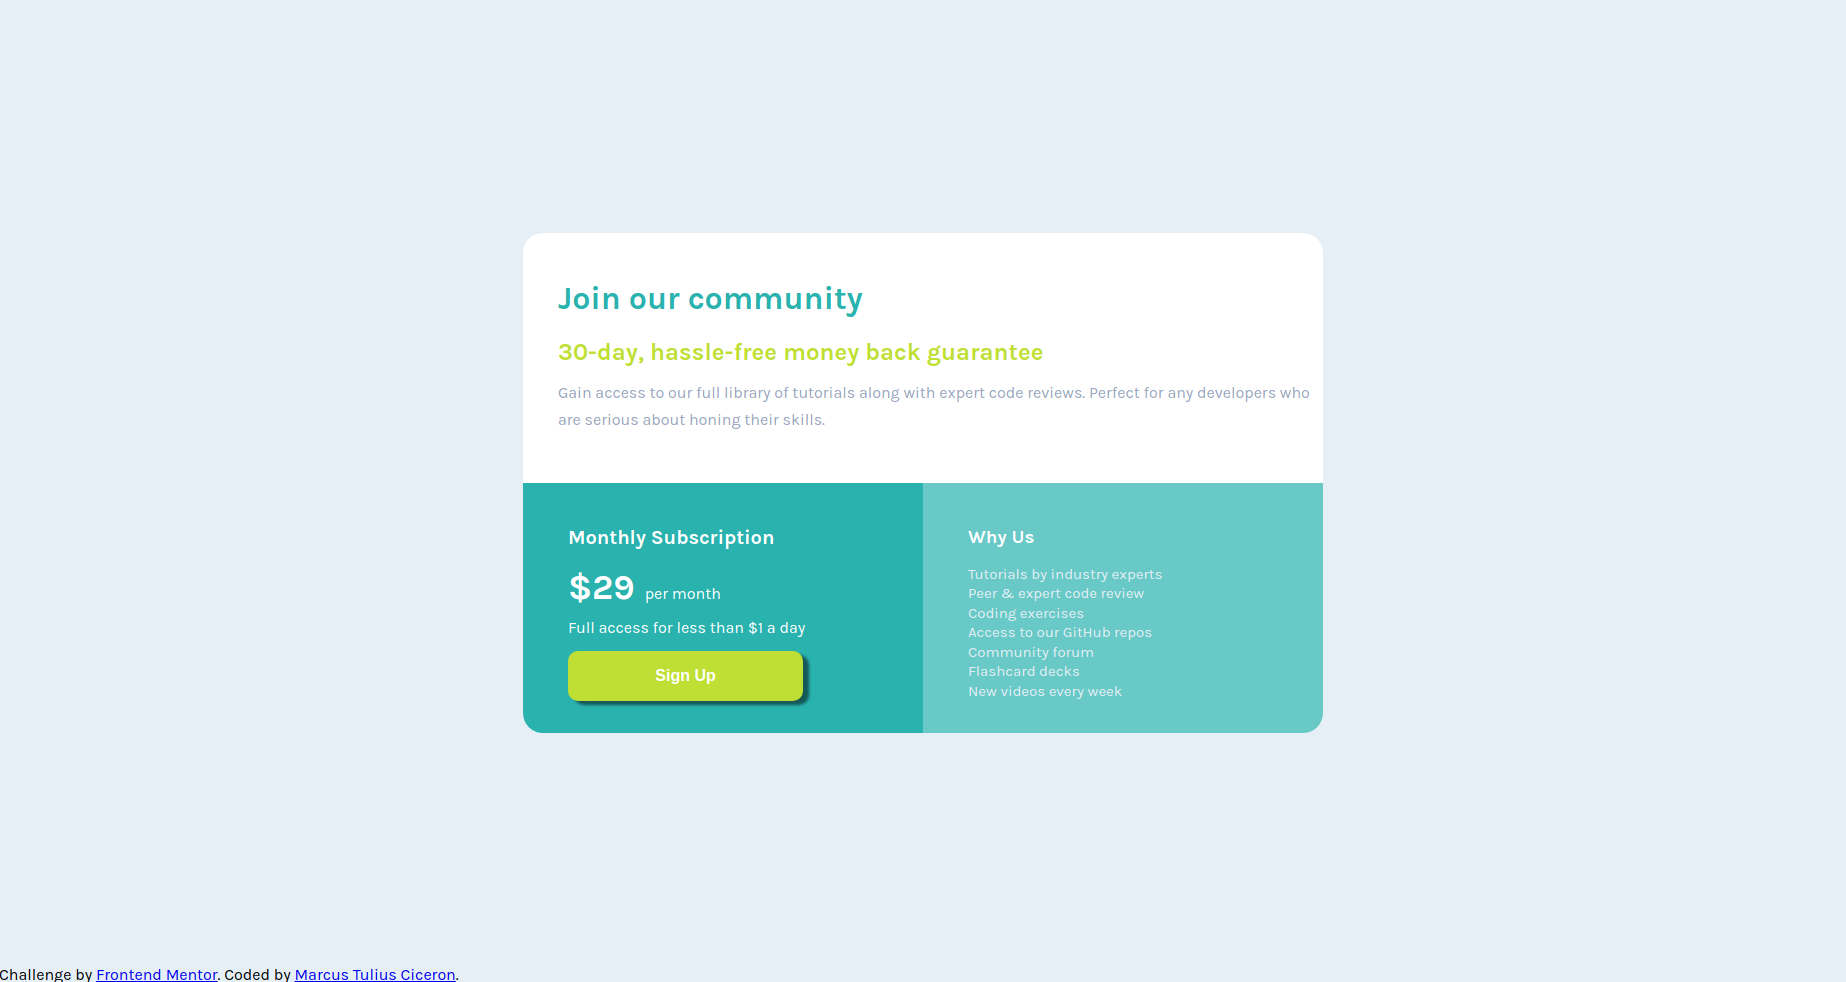 Join our community
30-day, hassle-free money back guarantee
Gain access to our full library of tutorials along with expert code reviews. Perfect for any developers who
are serious about honing their skills.
Monthly Subscription
$29 per month
Full access for less than $1 a day
Sign Up
Why Us
Tutorials by industry experts
Peer & expert code review
Coding exercises
Access to our GitHub repos
Community forum
Flashcard decks
New videos every week
Challenge by Frontend Mentor. Coded by Marcus Tulius Ciceron.